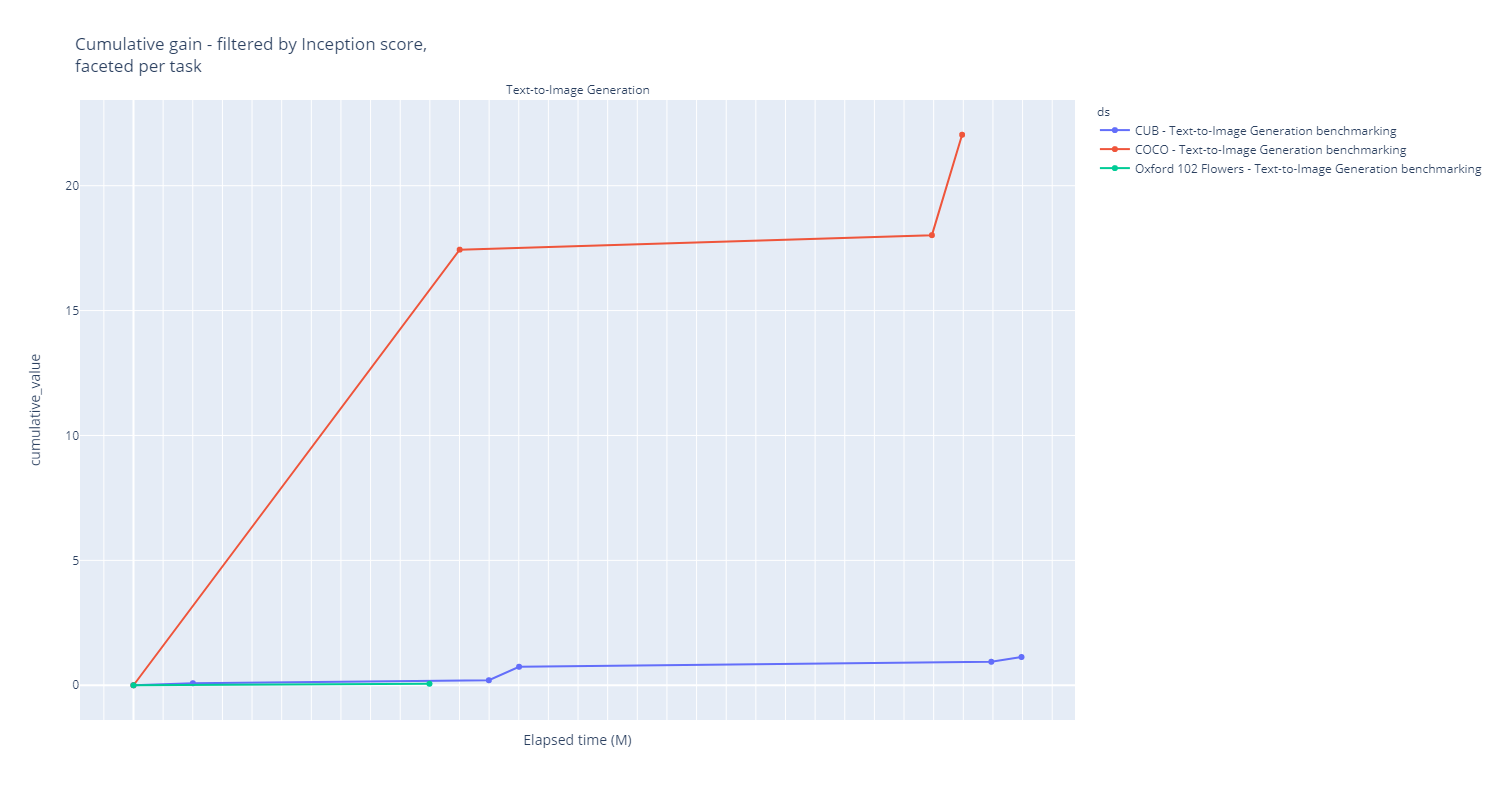 Cumulative gain - filtered by Inception score,
faceted per task
Text-to-Image Generation
ds
CUB - Text-to-Image Generation benchmarking
COCO - Text-to-Image Generation benchmarking
Oxford 102 Flowers - Text-to-Image Generation benchmarking
20
15
10
5
0
cumulative_value
Elapsed time (M)